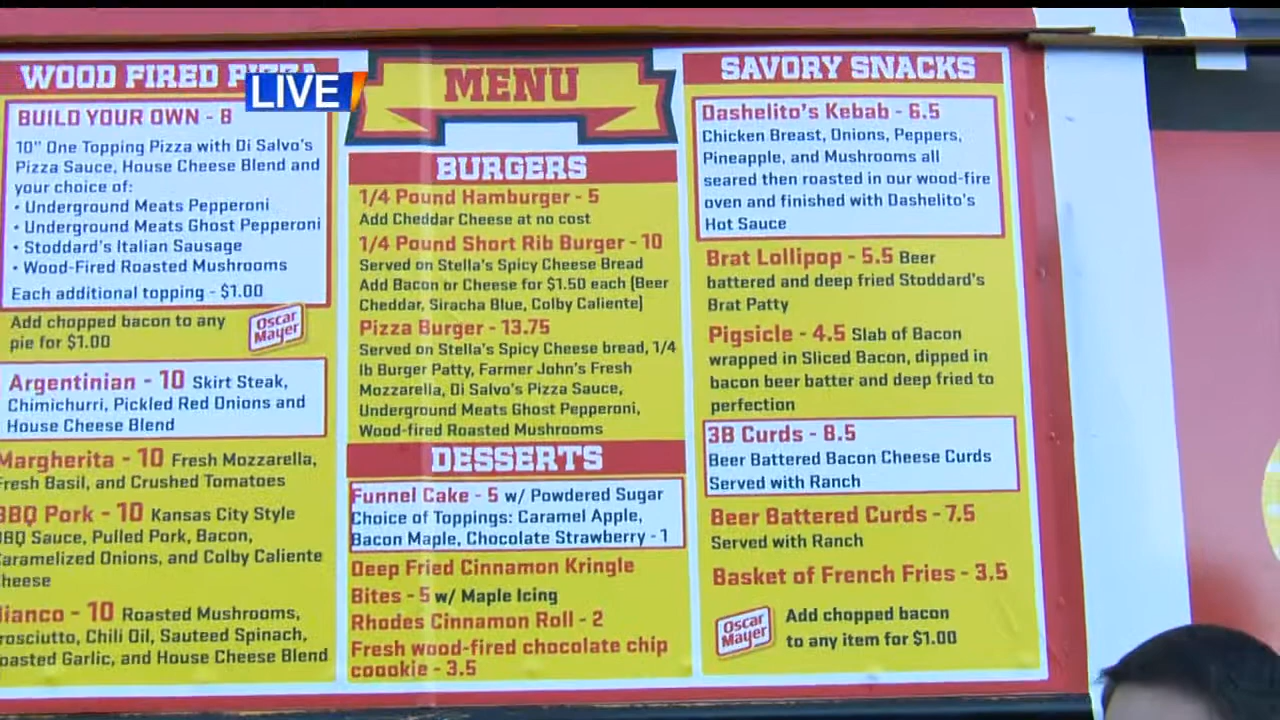 WOOD FIRED PIZZA
LIVE
BUILD YOUR OWN - 8
10" One Topping Pizza with Di Salvo's
Pizza Sauce, House Cheese Blend and
your choice of:
• Underground Meats Pepperoni
• Underground Meats Ghost Pepperoni
• Stoddard's Italian Sausage
• Wood-Fired Roasted Mushrooms
Each additional topping - $1.00
Add chopped bacon to any
pie for $1.00
Oscar
Mayer
Argentinian - 10 Skirt Steak,
Chimichurri, Pickled Red Onions and
House Cheese Blend
Margherita - 10 Fresh Mozzarella,
Fresh Basil, and Crushed Tomatoes
BBQ Pork - 10 Kansas City Style
BBQ Sauce, Pulled Pork, Bacon,
Caramelized Onions, and Colby Caliente
Cheese
Bianco - 10 Roasted Mushrooms,
Prosciutto, Chili Oil, Sauteed Spinach,
Roasted Garlic, and House Cheese Blend
MENU
BURGERS
1/4 Pound Hamburger - 5
Add Cheddar Cheese at no cost
1/4 Pound Short Rib Burger - 10
Served on Stella's Spicy Cheese Bread
Add Bacon or Cheese for $1.50 each (Beer
Cheddar, Siracha Blue, Colby Caliente)
Pizza Burger - 13.75
Served on Stella's Spicy Cheese bread, 1/4
lb Burger Patty, Farmer John's Fresh
Mozzarella, Di Salvo's Pizza Sauce,
Underground Meats Ghost Pepperoni,
Wood-fired Roasted Mushrooms
DESSERTS
Funnel Cake - 5 w/ Powdered Sugar
Choice of Toppings: Caramel Apple,
Bacon Maple, Chocolate Strawberry - 1
Deep Fried Cinnamon Kringle
Bites - 5 w/ Maple Icing
Rhodes Cinnamon Roll - 2
Fresh wood-fired chocolate chip
coookie - 3.5
SAVORY SNACKS
Dashelito's Kebab - 6.5
Chicken Breast, Onions, Peppers,
Pineapple, and Mushrooms all
seared then roasted in our wood-fire
oven and finished with Dashelito's
Hot Sauce
Brat Lollipop - 5.5 Beer
battered and deep fried Stoddard's
Brat Patty
Pigsicle - 4.5 Slab of Bacon
wrapped in Sliced Bacon, dipped in
bacon beer batter and deep fried to
perfection
3B Curds - 8.5
Beer Battered Bacon Cheese Curds
Served with Ranch
Beer Battered Curds - 7.5
Served with Ranch
Basket of French Fries - 3.5
Oscar
Mayer
Add chopped bacon
to any item for $1.00